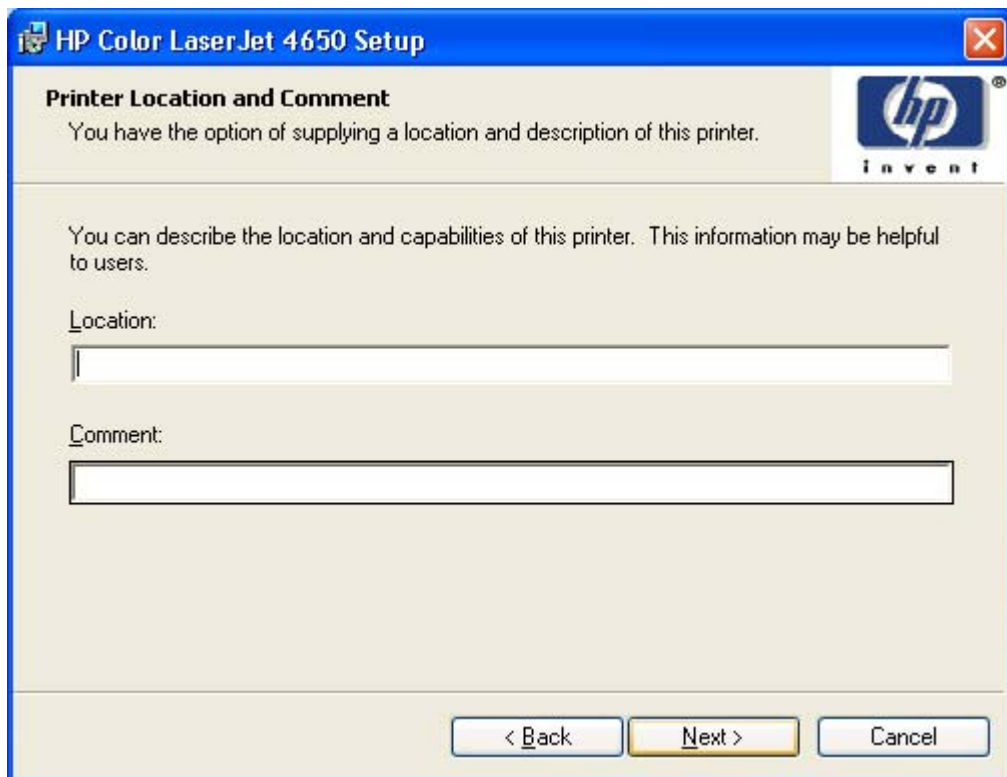 HP Color LaserJet 4650 Setup
Printer Location and Comment
You have the option of supplying a location and description of this printer.
hp
®
invent
You can describe the location and capabilities of this printer.  This information may be helpful
to users.
Location:
Comment:
< Back
Next >
Cancel